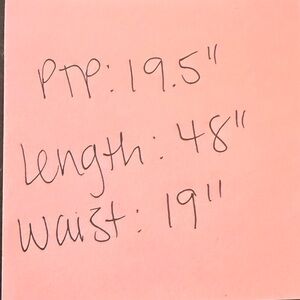 PTP: 19.5"
Length: 48"
Waist: 19"